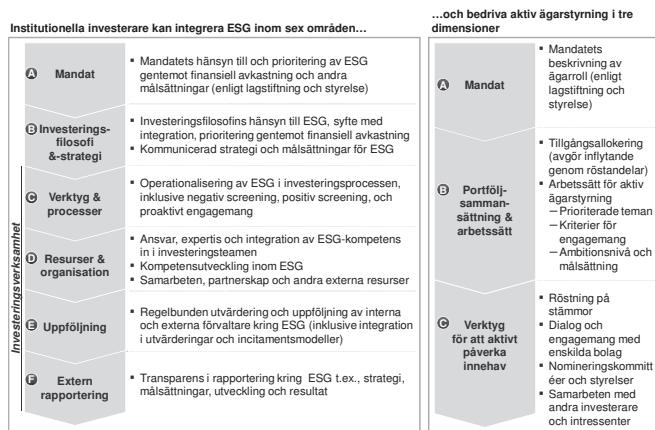 Institutionella investerare kan integrera ESG inom sex områden…
A Mandat
▪ Mandatets hänsyn till och prioritering av ESG
gentemot finansiell avkastning och andra
målsättningar (enligt lagstiftning och styrelse)
B Investerings-
filosofi
&-strategi
▪ Investeringsfilosofins hänsyn till ESG, syfte med
integration, prioritering gentemot finansiell avkastning
▪ Kommunicerad strategi och målsättningar för ESG
Investeringsverksamhet
C Verktyg &
processer
▪ Operationalisering av ESG i investeringsprocessen,
inklusive negativ screening, positiv screening, och
proaktivt engagemang
D Resurser &
organisation
▪ Ansvar, expertis och integration av ESG-kompetens
in i investeringsteamen
▪ Kompetensutveckling inom ESG
▪ Samarbeten, partnerskap och andra externa resurser
E Uppföljning
▪ Regelbunden utvärdering och uppföljning av interna
och externa förvaltare kring ESG (inklusive integration
i utvärderingar och incitamentsmodeller)
F Extern
rapportering
▪ Transparens i rapportering kring ESG t.ex., strategi,
målsättningar, utveckling och resultat
…och bedriva aktiv ägarstyrning i tre
dimensioner
A Mandat
▪ Mandatets
beskrivning av
ägarroll (enligt
lagstiftning och
styrelse)
B Portfölj-
samman-
sättning &
arbetssätt
▪ Tillgångsallokering
(avgör inflytande
genom röstandelar)
▪ Arbetssätt för aktiv
ägarstyrning
– Prioriterade teman
– Kriterier för
engagemang
– Ambitionsnivå och
målsättning
C Verktyg
för att aktivt
påverka
innehav
▪ Röstning på
stämmor
▪ Dialog och
engagemang med
enskilda bolag
▪ Nomineringskommitt
éer och styrelser
▪ Samarbeten med
andra investerare
och intressenter